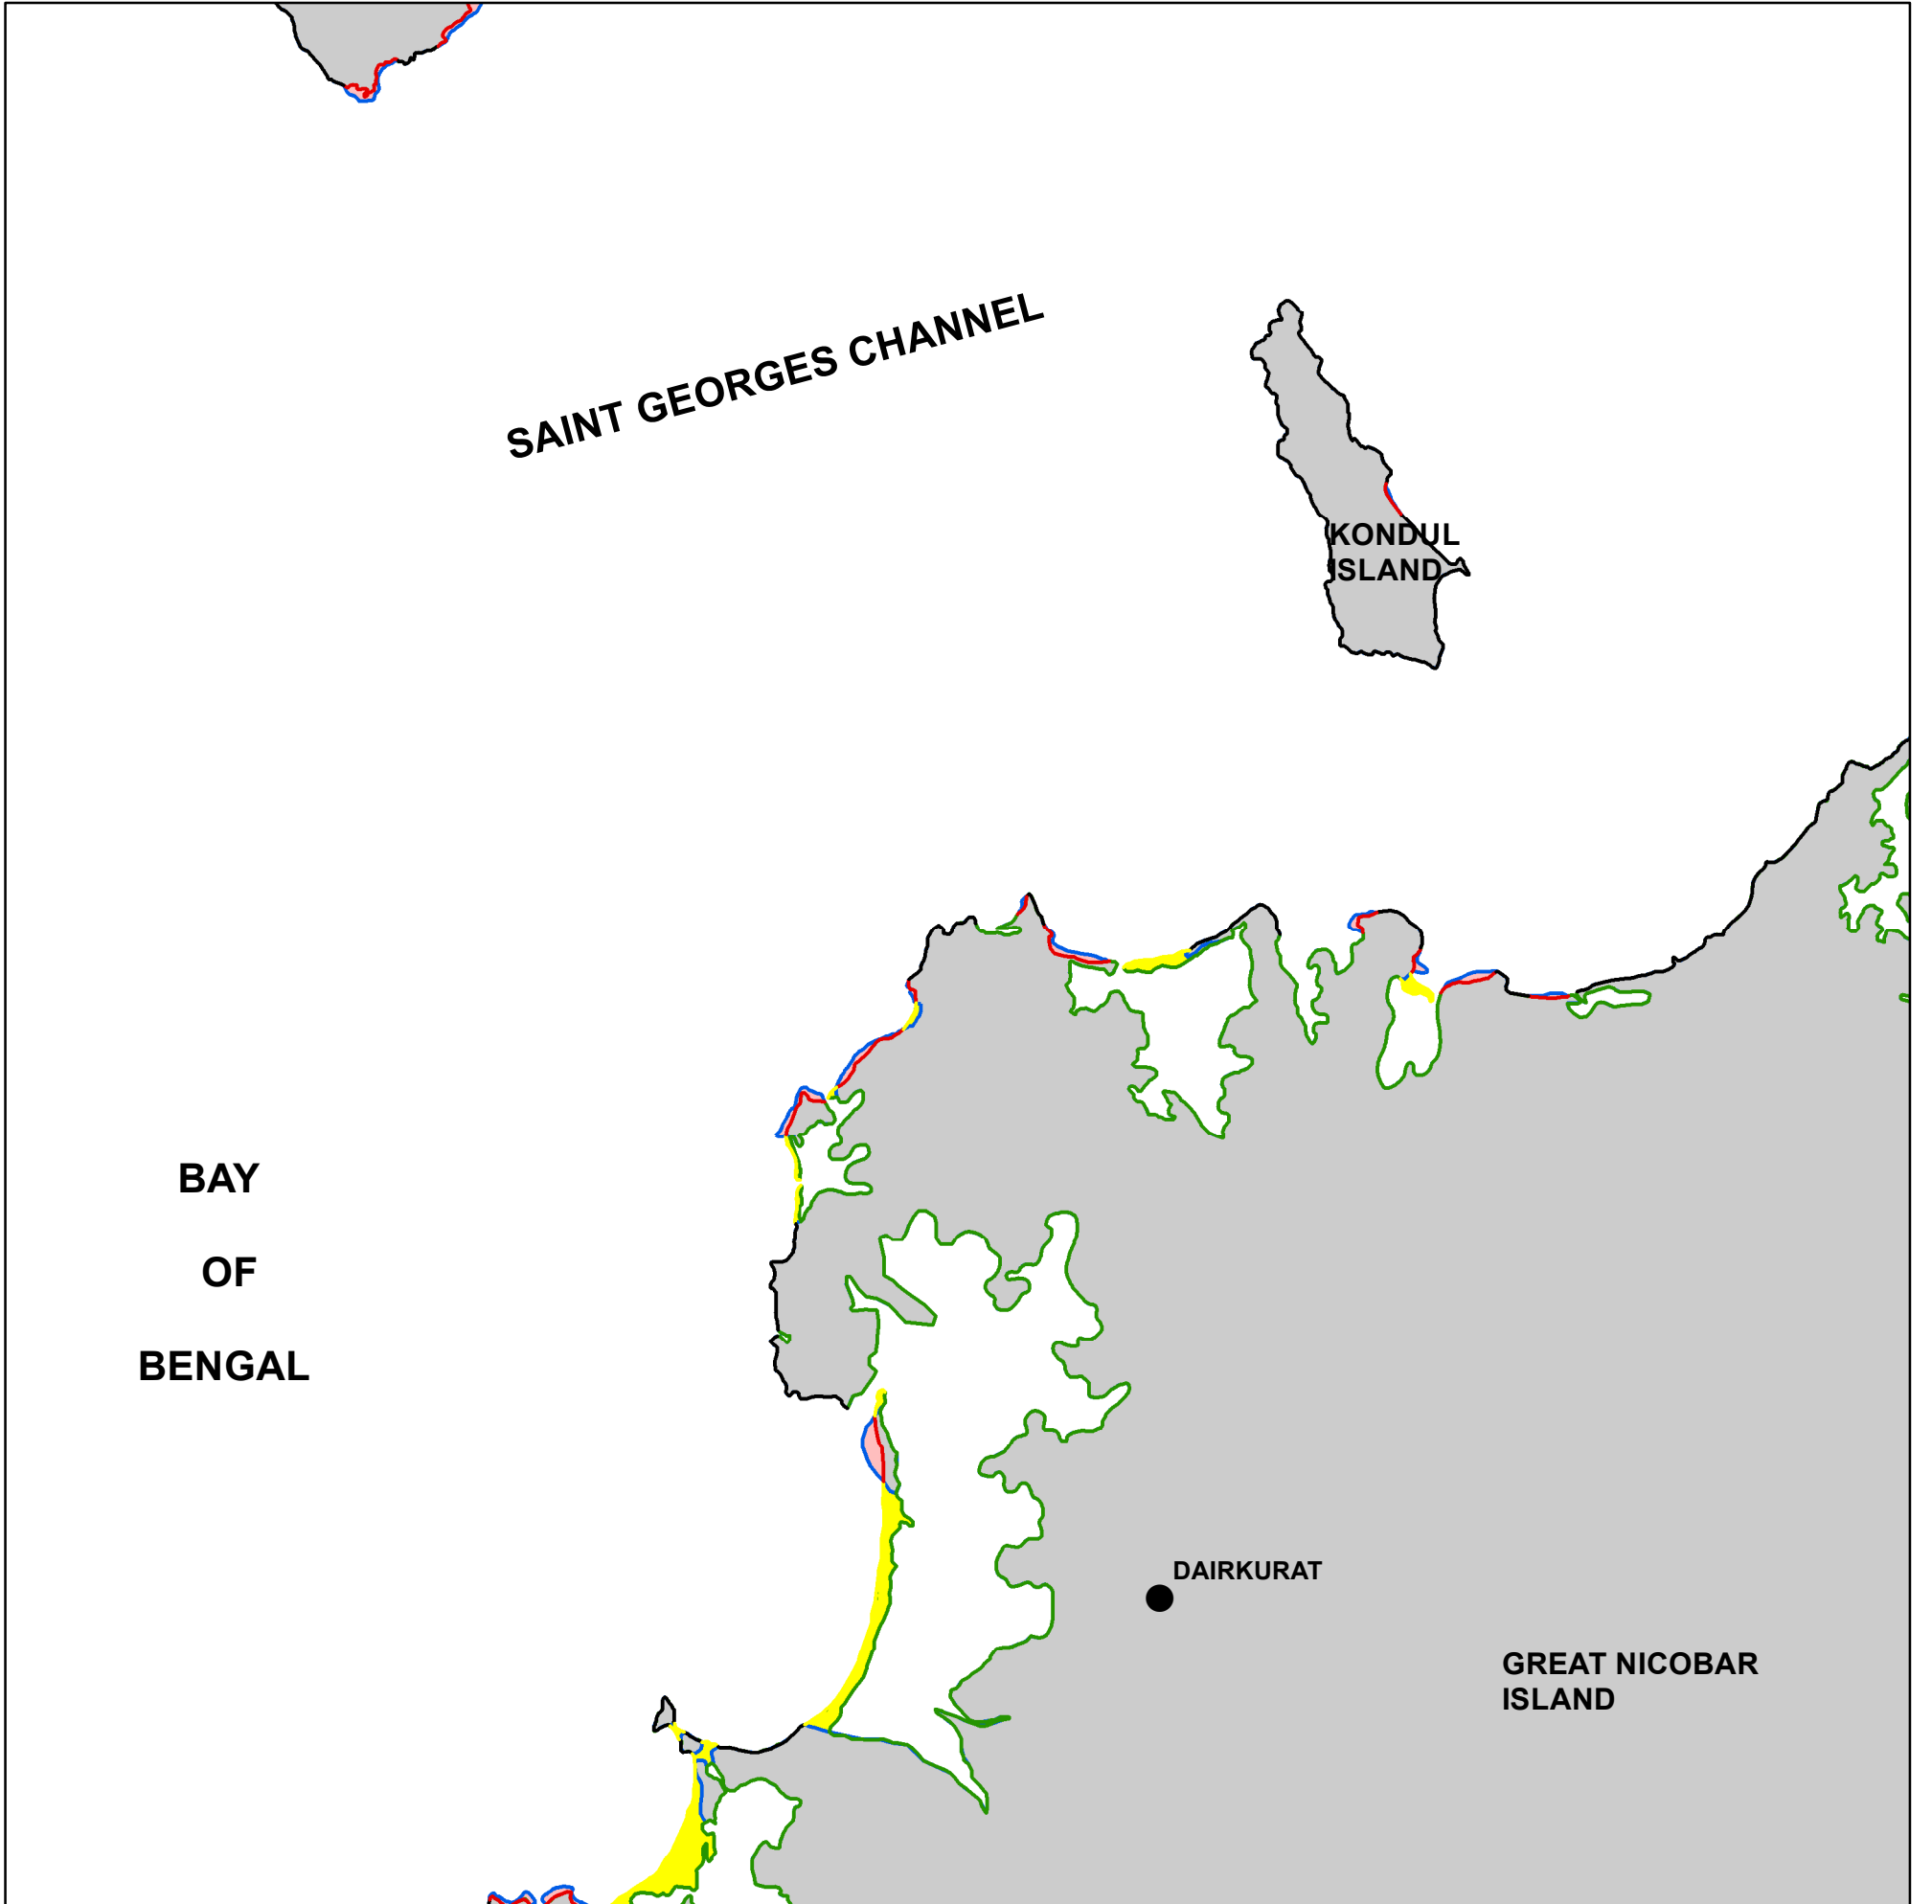 SAINT GEORGES CHANNEL
KONDUL
ISLAND
BAY
OF
BENGAL
DAIRKURAT
GREAT NICOBAR
ISLAND